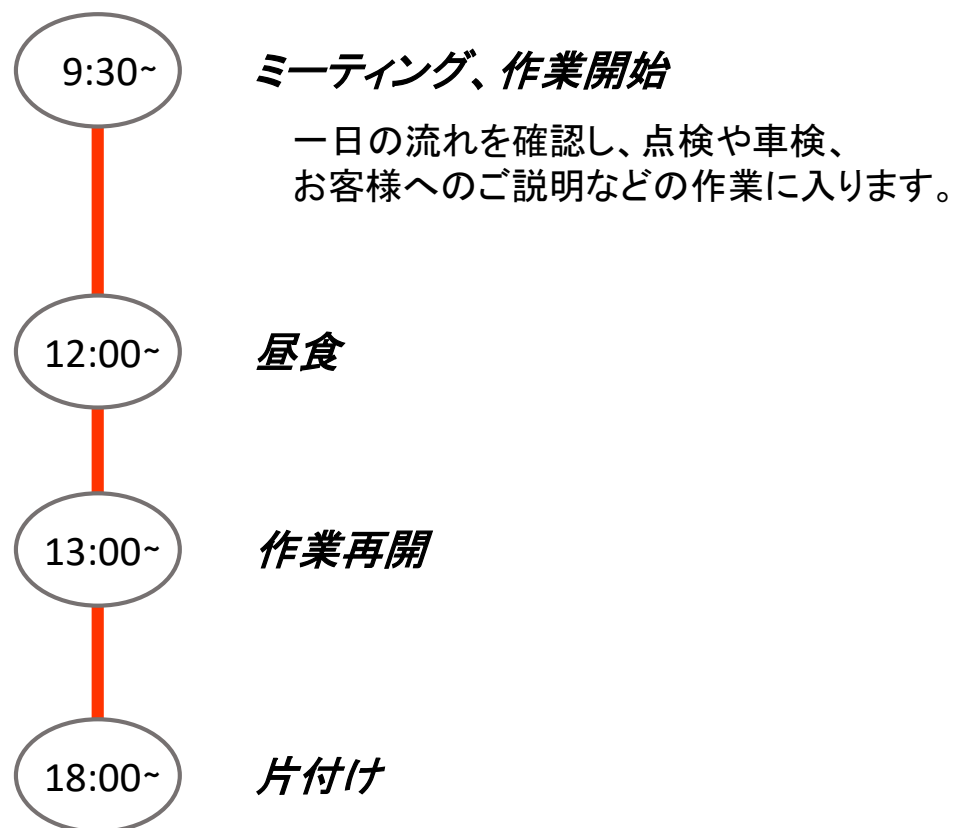 9:30~
ミーティング、作業開始
一日の流れを確認し、点検や車検、
お客様へのご説明などの作業に入ります。
12:00~
昼食
13:00~
作業再開
18:00~
片付け